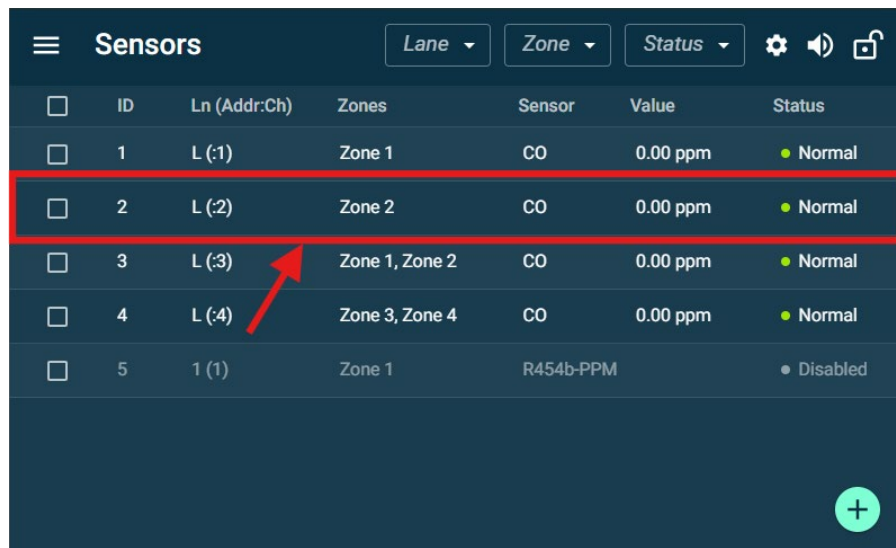 Sensors Lane Zone Status
ID Ln (Addr:Ch) Zones Sensor Value Status
1 L (:1) Zone 1 CO 0.00 ppm Normal
2 L (:2) Zone 2 CO 0.00 ppm Normal
3 L (:3) Zone 1, Zone 2 CO 0.00 ppm Normal
4 L (:4) Zone 3, Zone 4 CO 0.00 ppm Normal
5 1 (1) Zone 1 R454b-PPM Disabled